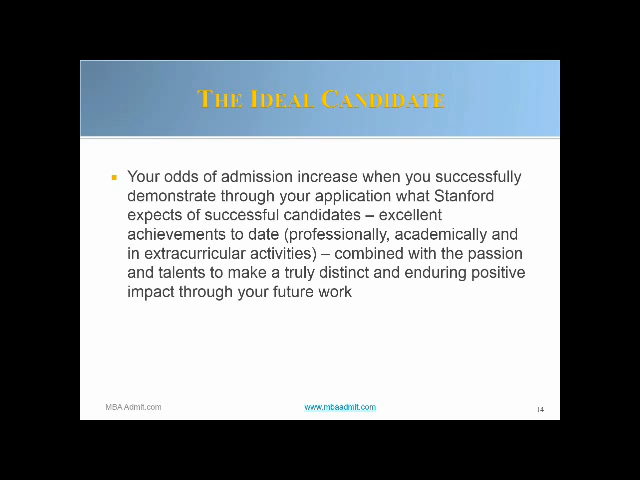 THE IDEAL CANDIDATE
Your odds of admission increase when you successfully
demonstrate through your application what Stanford
expects of successful candidates – excellent
achievements to date (professionally, academically and
in extracurricular activities) – combined with the passion
and talents to make a truly distinct and enduring positive
impact through your future work
MBA Admit.com
www.mbaadmit.com
14